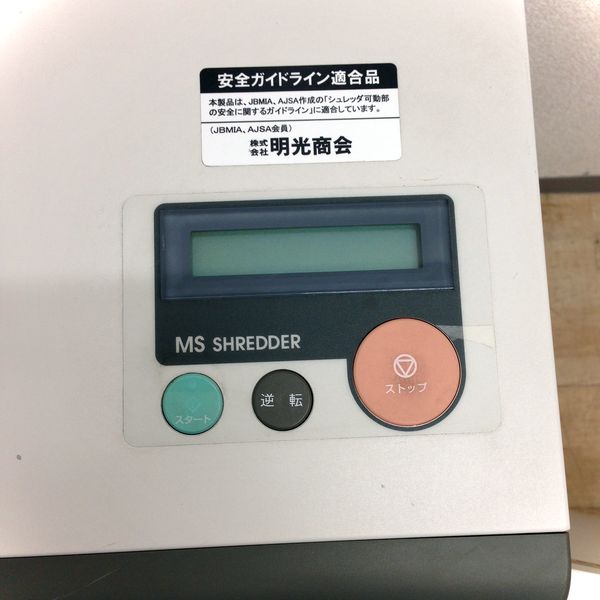 安全ガイドライン適合品
本製品は、JBMIA、AJSA作成の「シュレッダ可動部
の安全に関するガイドライン」に適合しています。
(JBMIA、AJSA会員)
株式会社 明光商会
MS SHREDDER
スタート
逆 転
ストップ